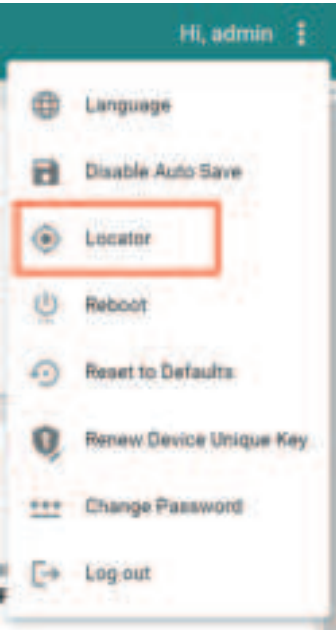 Hi, admin
Language
Disable Auto Save
Locator
Reboot
Reset to Defaults
Renew Device Unique Key
Change Password
Log out